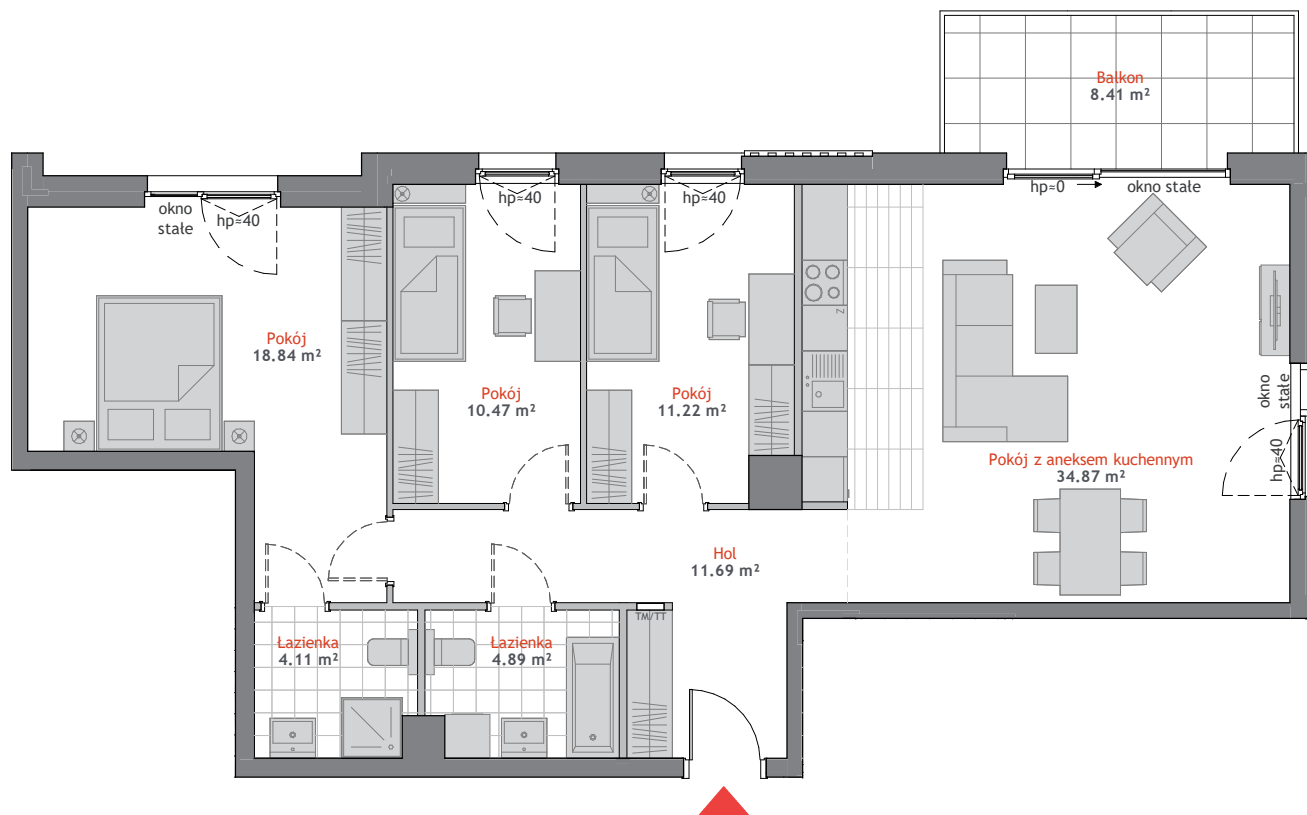 Balkon
8.41 m²
okno
stałe
hp≈40
hp≈40
hp≈40
hp≈0
okno stałe
Pokój
18.84 m²
Pokój
10.47 m²
Pokój
11.22 m²
Z
okno
stałe
hp≈40
Pokój z aneksem kuchennym
34.87 m²
Hol
11.69 m²
TM/TT
Łazienka
4.11 m²
Łazienka
4.89 m²